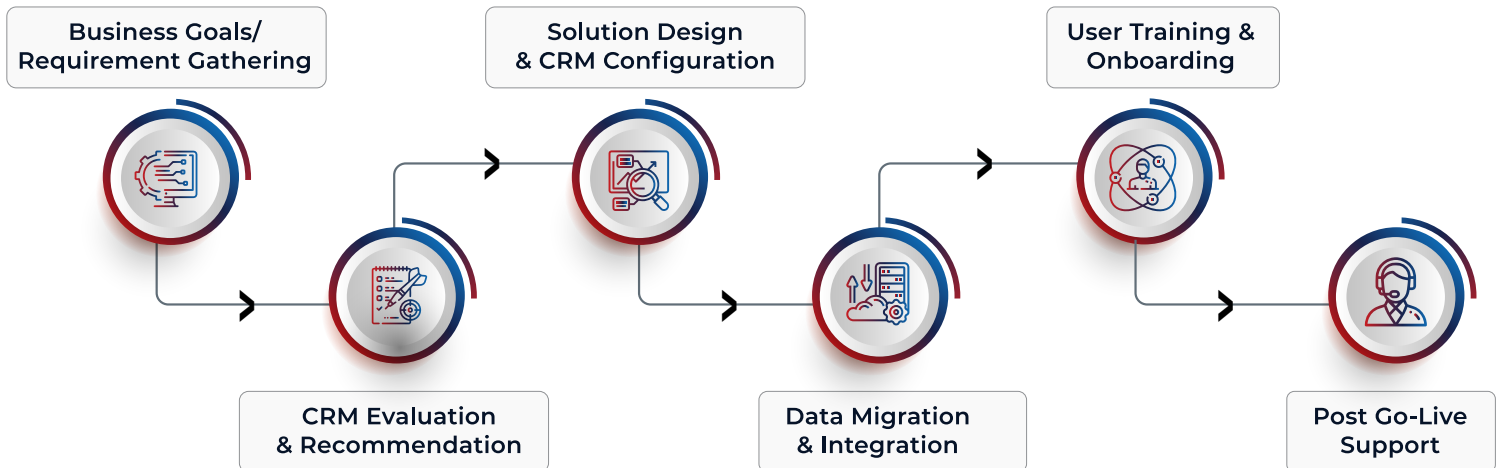 Business Goals/
Requirement Gathering
CRM Evaluation
& Recommendation
Solution Design
& CRM Configuration
Data Migration
& Integration
User Training &
Onboarding
Post Go-Live
Support